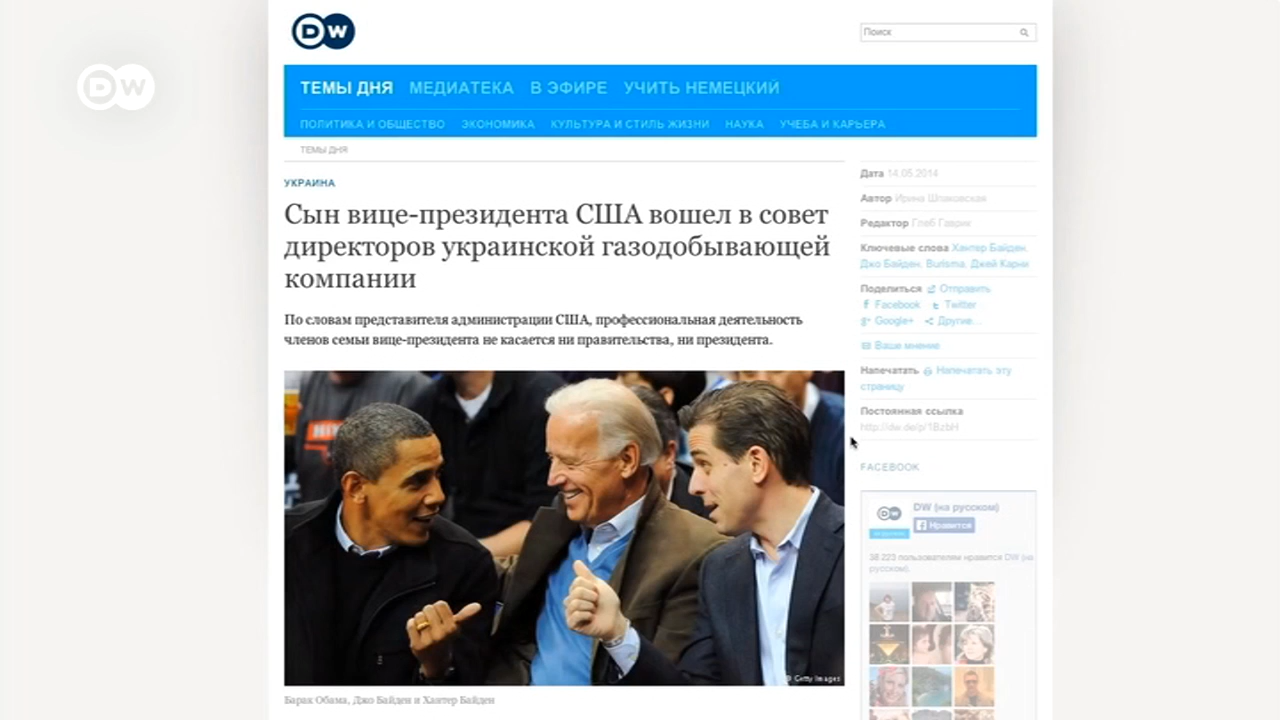 DW
Поиск
DW
ТЕМЫ ДНЯ МЕДИАТЕКА В ЭФИРЕ УЧИТЬ НЕМЕЦКИЙ
ПОЛИТИКА И ОБЩЕСТВО ЭКОНОМИКА КУЛЬТУРА И СТИЛЬ ЖИЗНИ НАУКА УЧЕБА И КАРЬЕРА
ТЕМЫ ДНЯ
УКРАИНА
Сын вице-президента США вошел в совет
директоров украинской газодобывающей
компании
По словам представителя администрации США, профессиональная деятельность
членов семьи вице-президента не касается ни правительства, ни президента.
© Getty Images
Барак Обама, Джо Байден и Хантер Байден
Дата 14.05.2014
Автор Ирина Шпаковская
Редактор Глеб Гаврик
Ключевые слова Хантер Байден,
Джо Байден, Burisma, Джей Карни
Поделиться Отправить
Facebook Twitter
Google+ Другие...
Ваше мнение
Напечатать Напечатать эту
страницу
Постоянная ссылка
http://dw.de/p/1BzbH
FACEBOOK
DW
DW (на русском)
Нравится
38 223 пользователям нравится DW (на
русском).